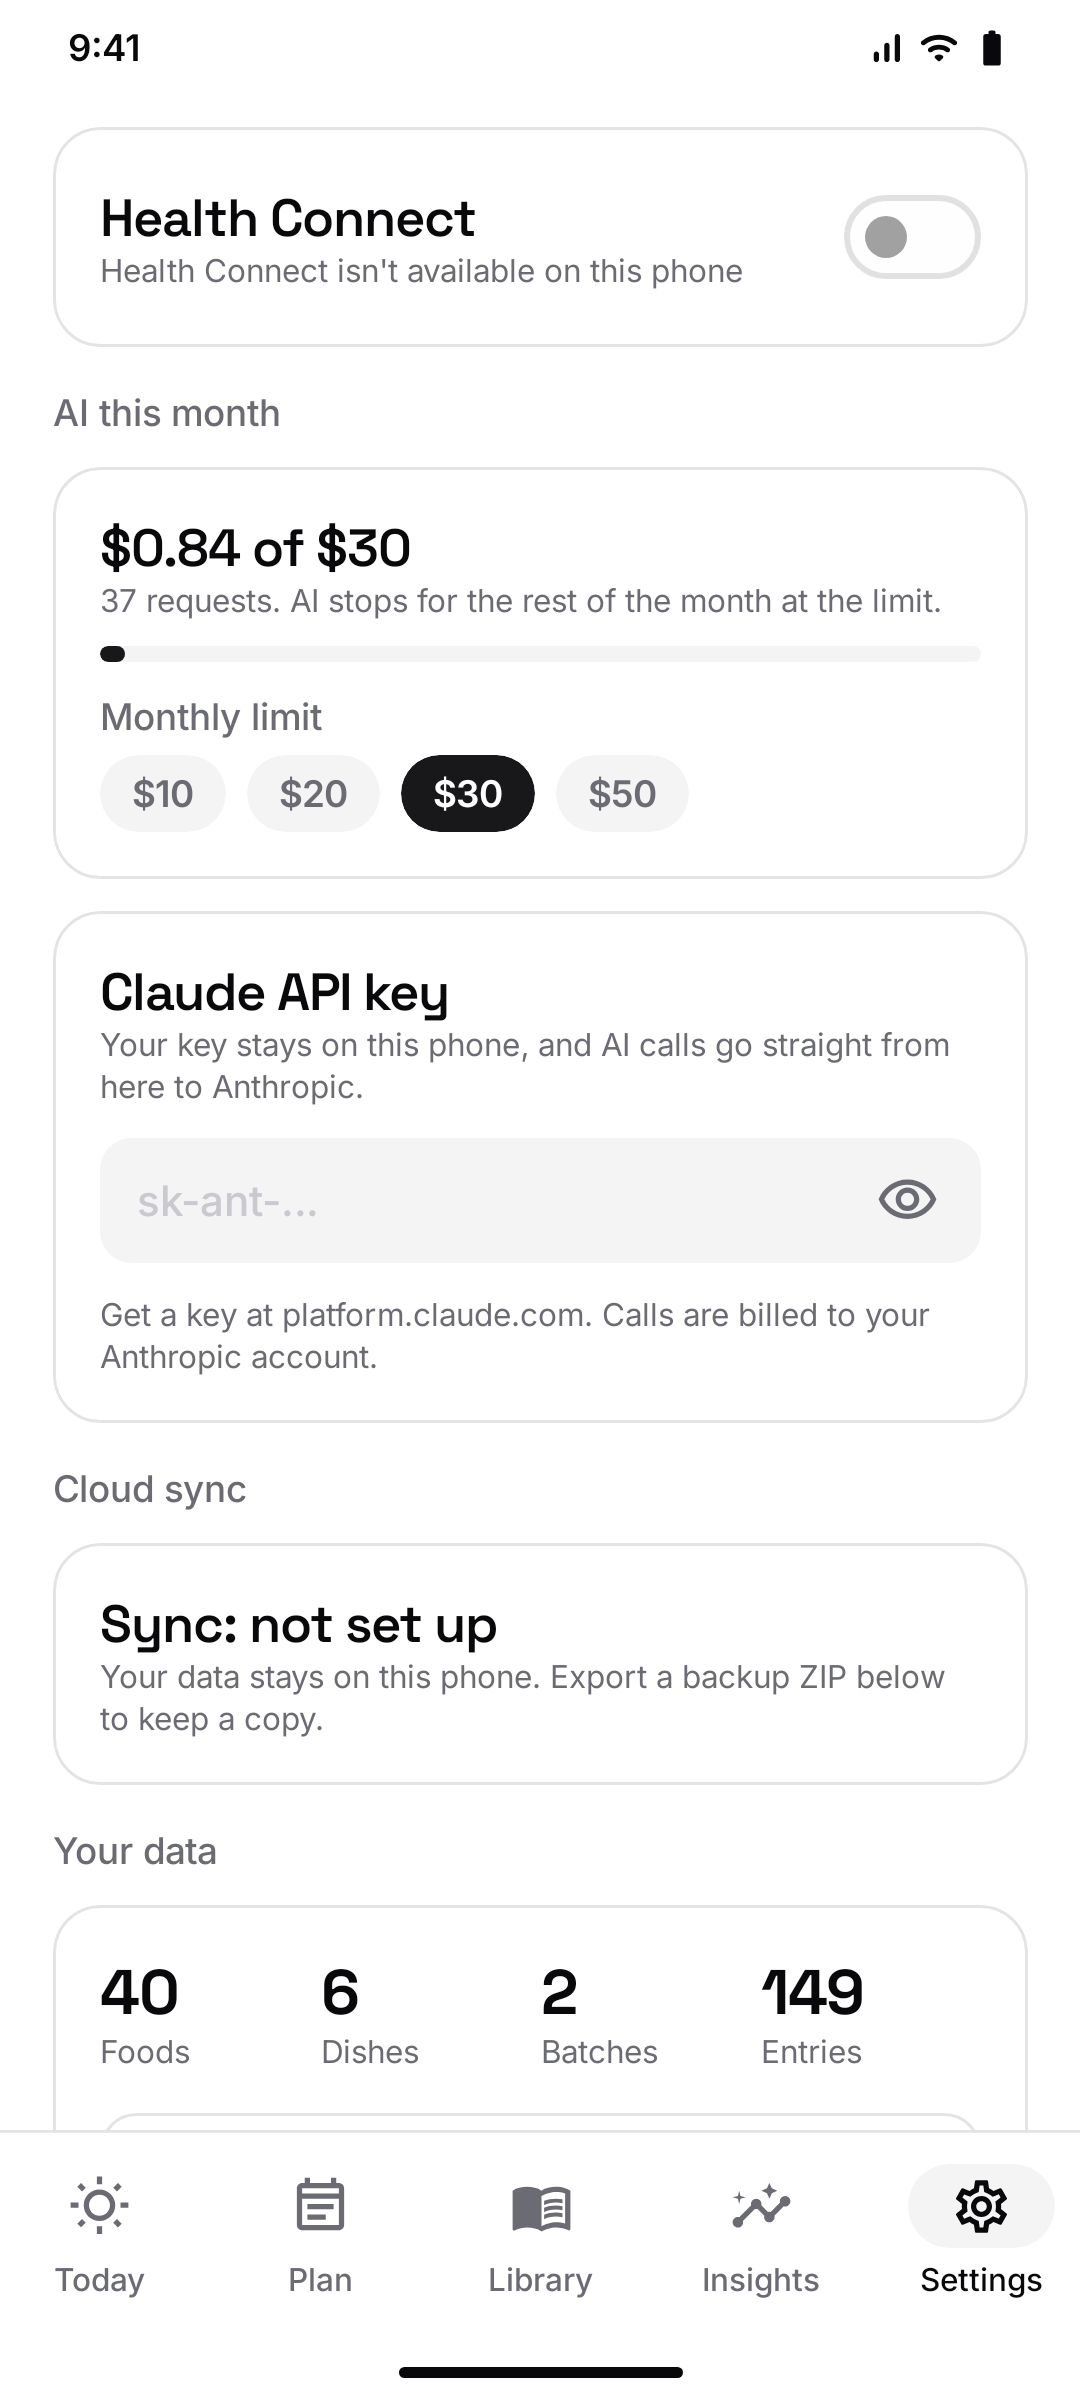 9:41
Health Connect
Health Connect isn't available on this phone
AI this month
$0.84 of $30
37 requests. AI stops for the rest of the month at the limit.
Monthly limit
$10 $20 $30 $50
Claude API key
Your key stays on this phone, and AI calls go straight from
here to Anthropic.
sk-ant-...
Get a key at platform.claude.com. Calls are billed to your
Anthropic account.
Cloud sync
Sync: not set up
Your data stays on this phone. Export a backup ZIP below
to keep a copy.
Your data
40 6 2 149
Foods Dishes Batches Entries
Today Plan Library Insights Settings